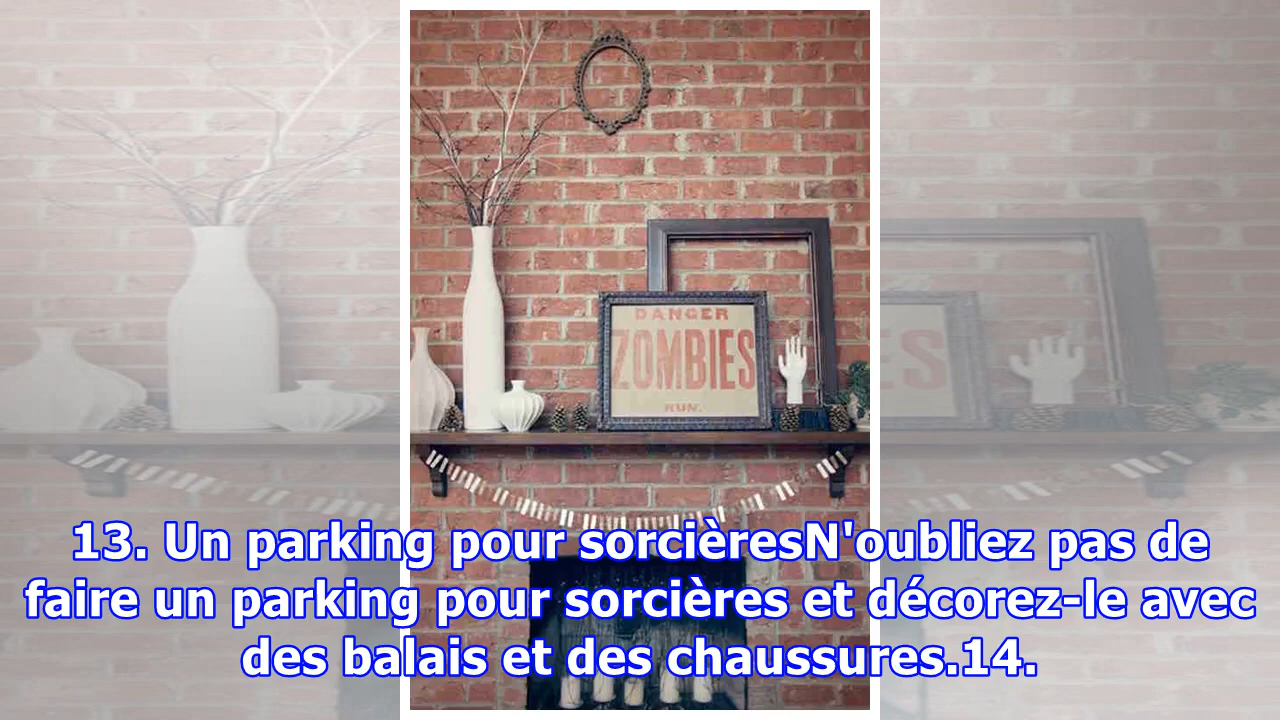 DANGER
ZOMBIES
RUN.
13. Un parking pour sorcièresN'oubliez pas de
faire un parking pour sorcières et décorez-le avec
des balais et des chaussures.14.